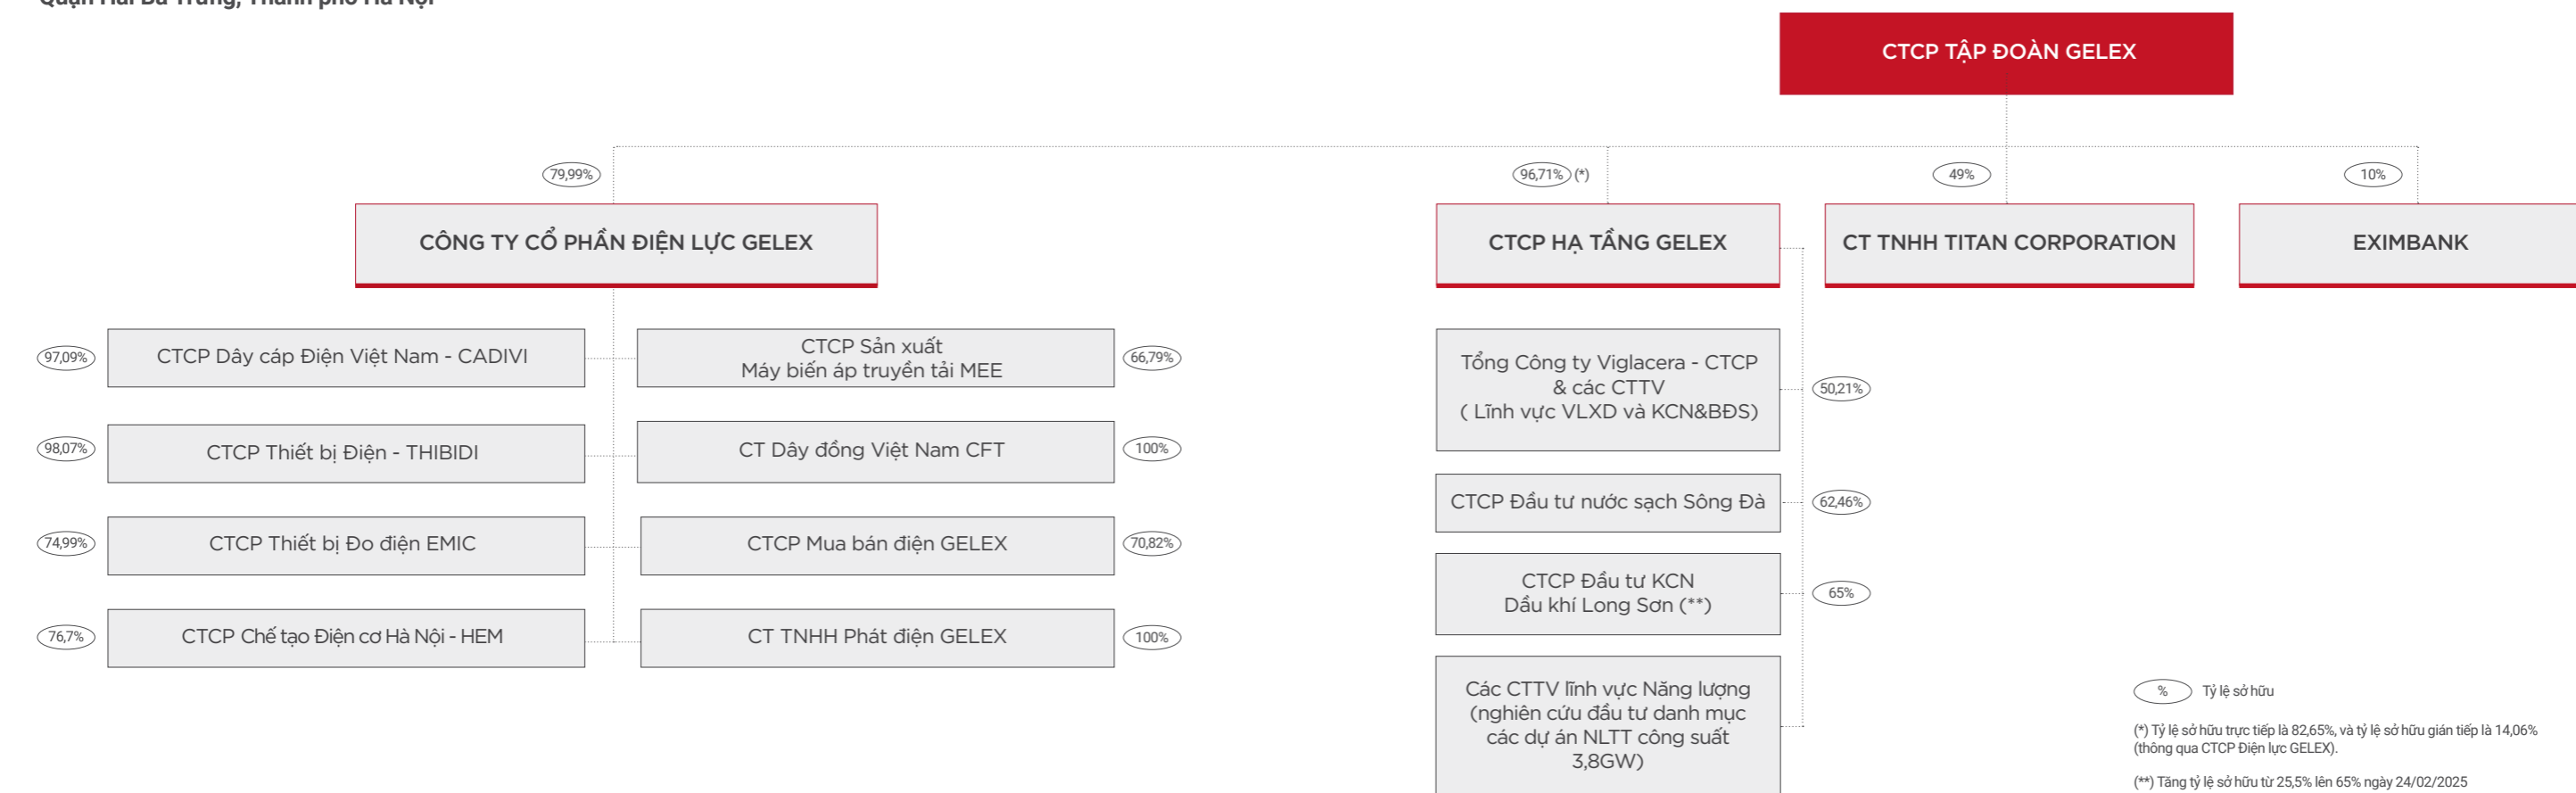 Quận Hai Bà Trưng, Thành phố Hà Nội
CTCP TẬP ĐOÀN GELEX
79,99%
96,71% (*)
49%
10%
CÔNG TY CỔ PHẦN ĐIỆN LỰC GELEX
CTCP HẠ TẦNG GELEX
CT TNHH TITAN CORPORATION
EXIMBANK
97,09%
CTCP Dây cáp Điện Việt Nam - CADIVI
CTCP Sản xuất
Máy biến áp truyền tải MEE
66,79%
98,07%
CTCP Thiết bị Điện - THIBIDI
CT Dây đồng Việt Nam CFT
100%
74,99%
CTCP Thiết bị Đo điện EMIC
CTCP Mua bán điện GELEX
70,82%
76,7%
CTCP Chế tạo Điện cơ Hà Nội - HEM
CT TNHH Phát điện GELEX
100%
Tổng Công ty Viglacera - CTCP
& các CTTV
( Lĩnh vực VLXD và KCN&BĐS)
50,21%
CTCP Đầu tư nước sạch Sông Đà
62,46%
CTCP Đầu tư KCN
Dầu khí Long Sơn (**)
65%
Các CTTV lĩnh vực Năng lượng
(nghiên cứu đầu tư danh mục
các dự án NLTT công suất
3,8GW)
% Tỷ lệ sở hữu
(*) Tỷ lệ sở hữu trực tiếp là 82,65%, và tỷ lệ sở hữu gián tiếp là 14,06%
(thông qua CTCP Điện lực GELEX).
(**) Tăng tỷ lệ sở hữu từ 25,5% lên 65% ngày 24/02/2025